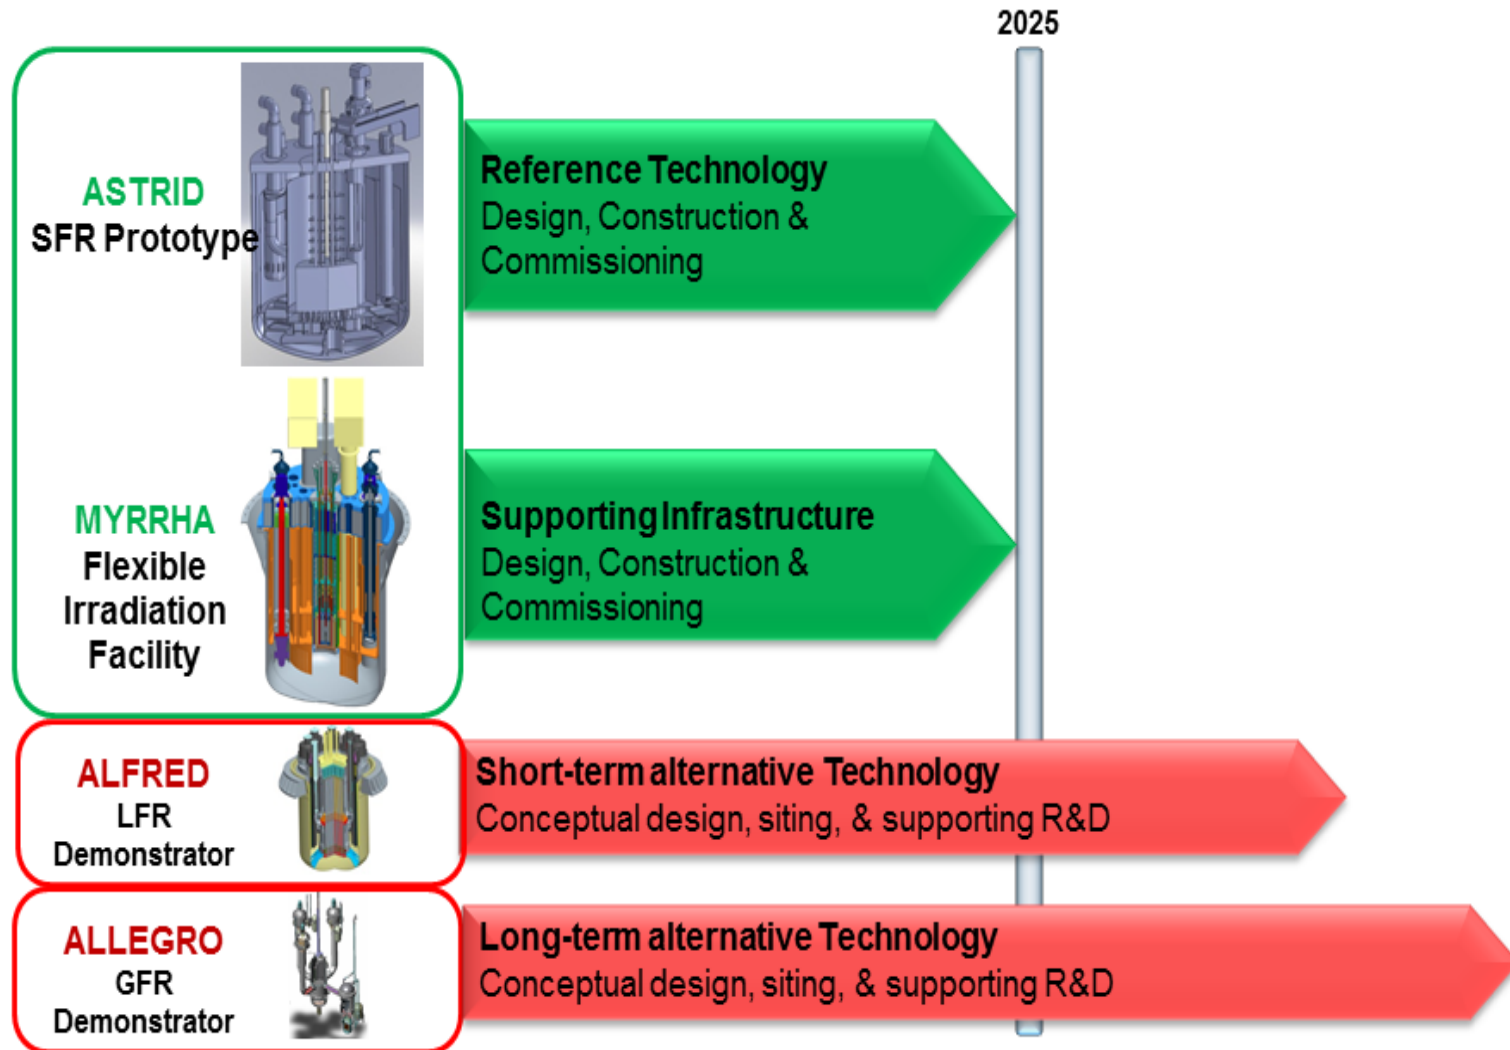 2025
ASTRID
SFR Prototype
Reference Technology
Design, Construction &
Commissioning
MYRRHA
Flexible
Irradiation
Facility
Supporting Infrastructure
Design, Construction &
Commissioning
ALFRED
LFR
Demonstrator
Short-term alternative Technology
Conceptual design, siting, & supporting R&D
ALLEGRO
GFR
Demonstrator
Long-term alternative Technology
Conceptual design, siting, & supporting R&D